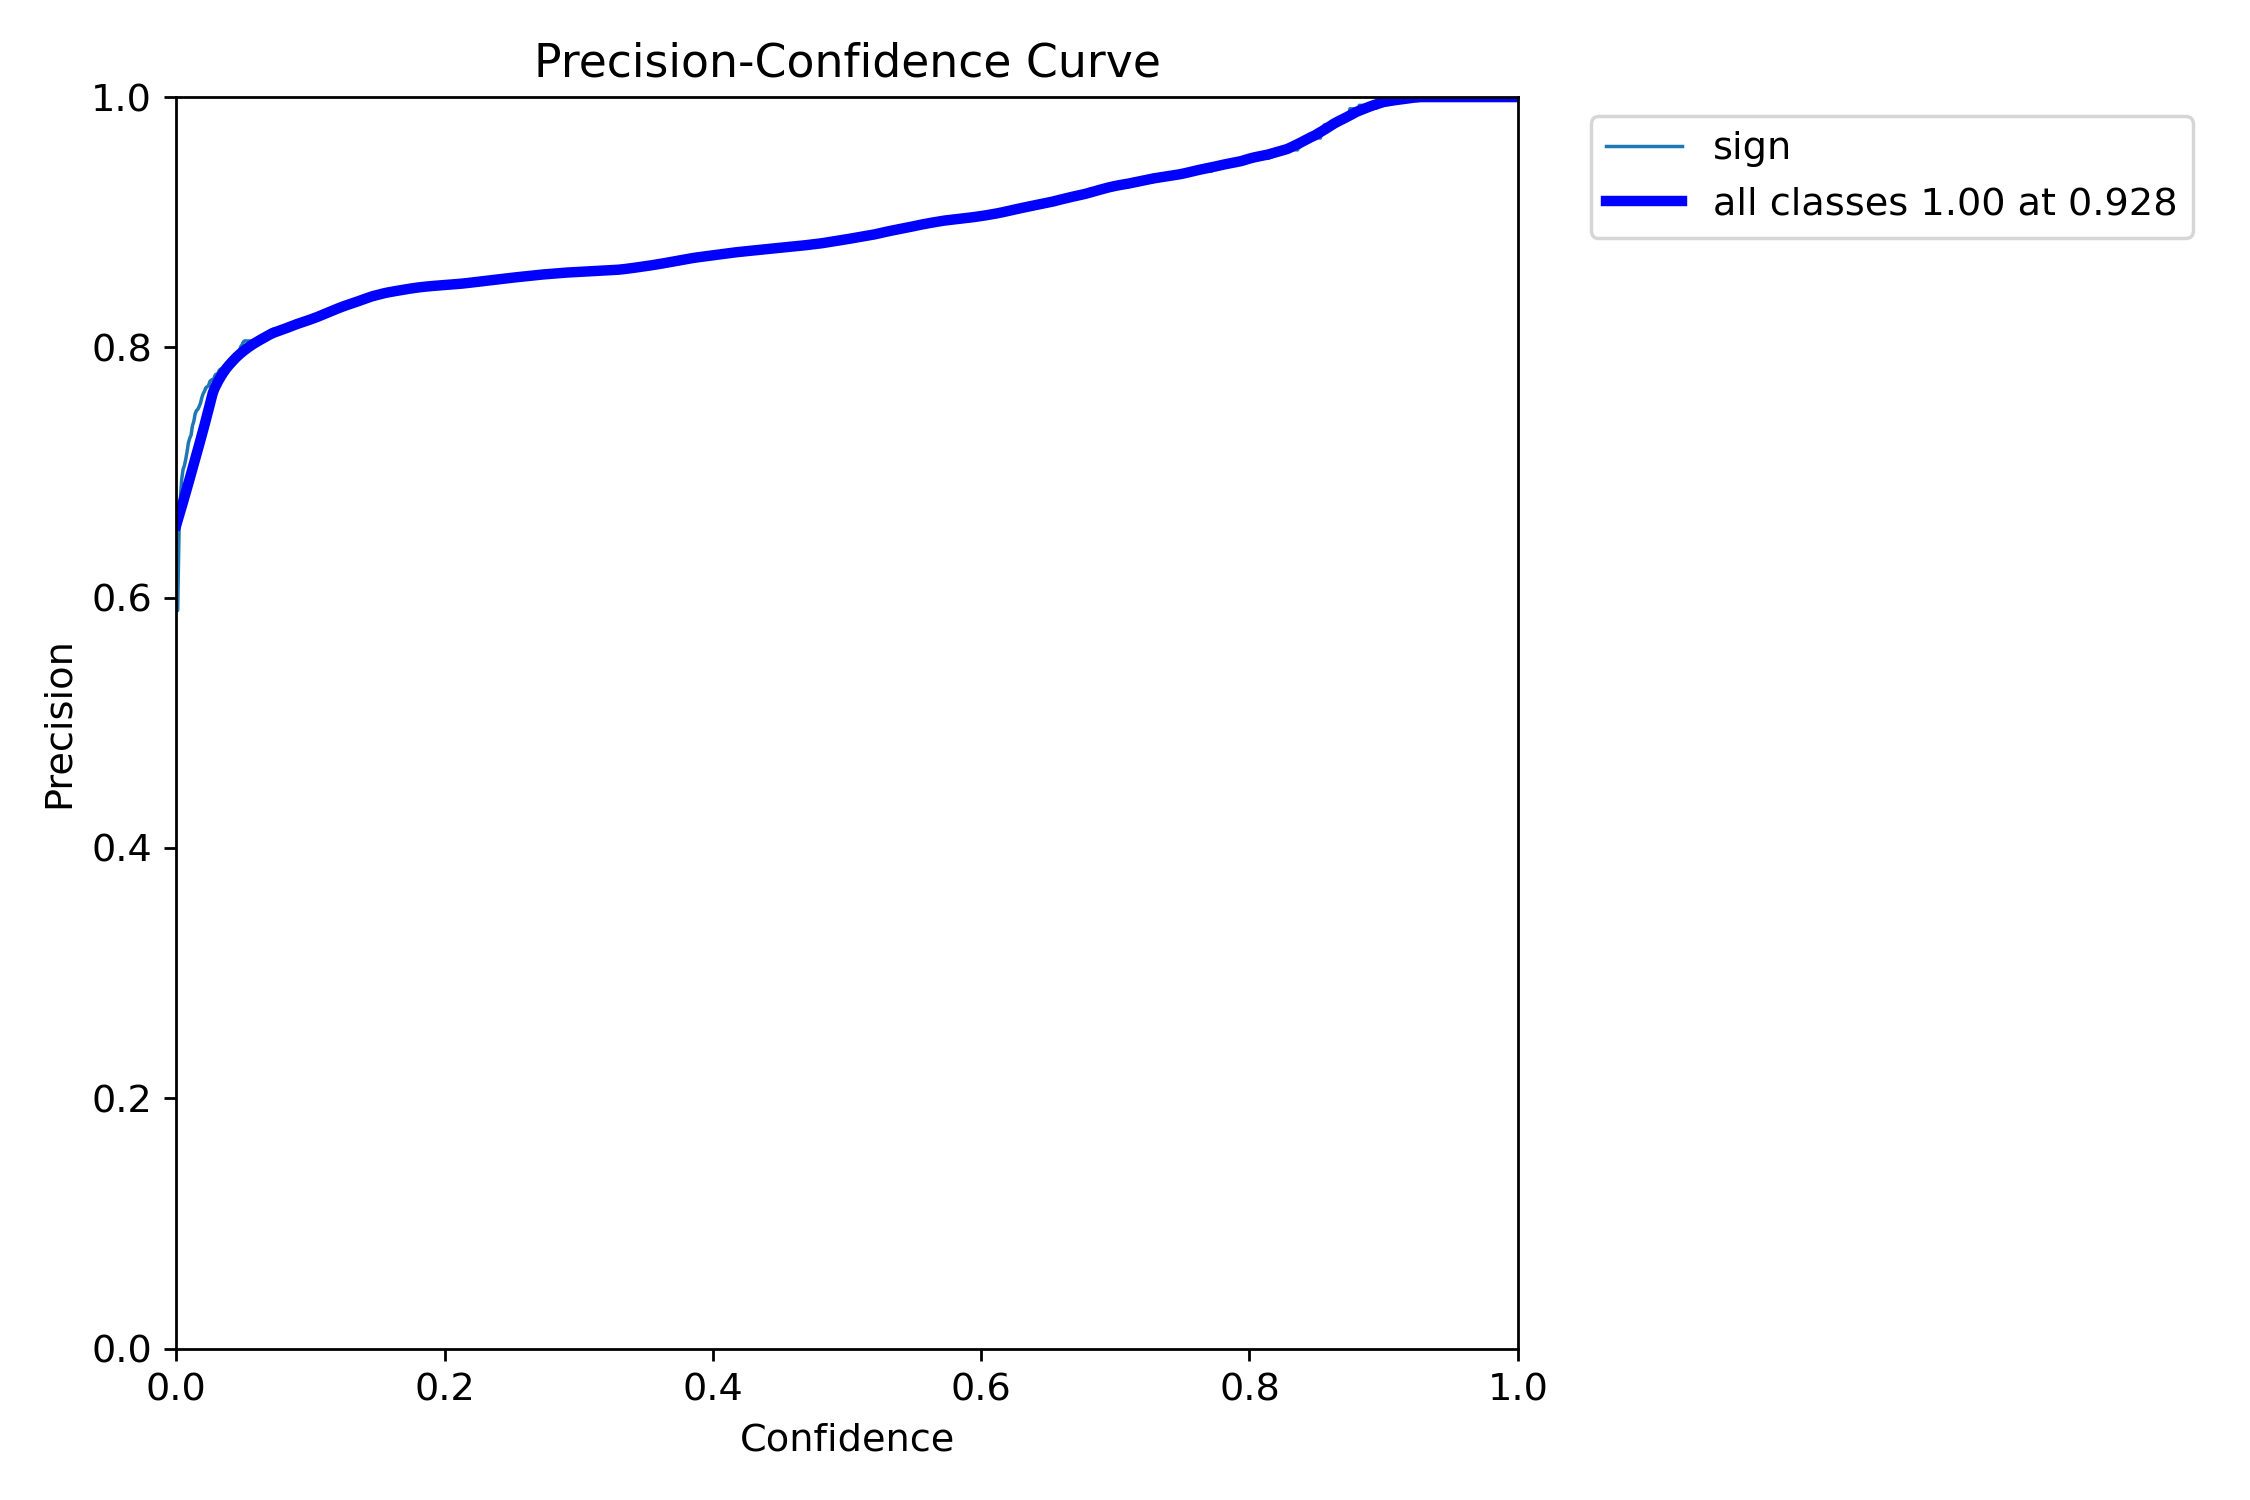 Precision-Confidence Curve
1.0
0.8
0.6
0.4
0.2
0.0
Precision
0.0 0.2 0.4 0.6 0.8 1.0
Confidence
sign
all classes 1.00 at 0.928